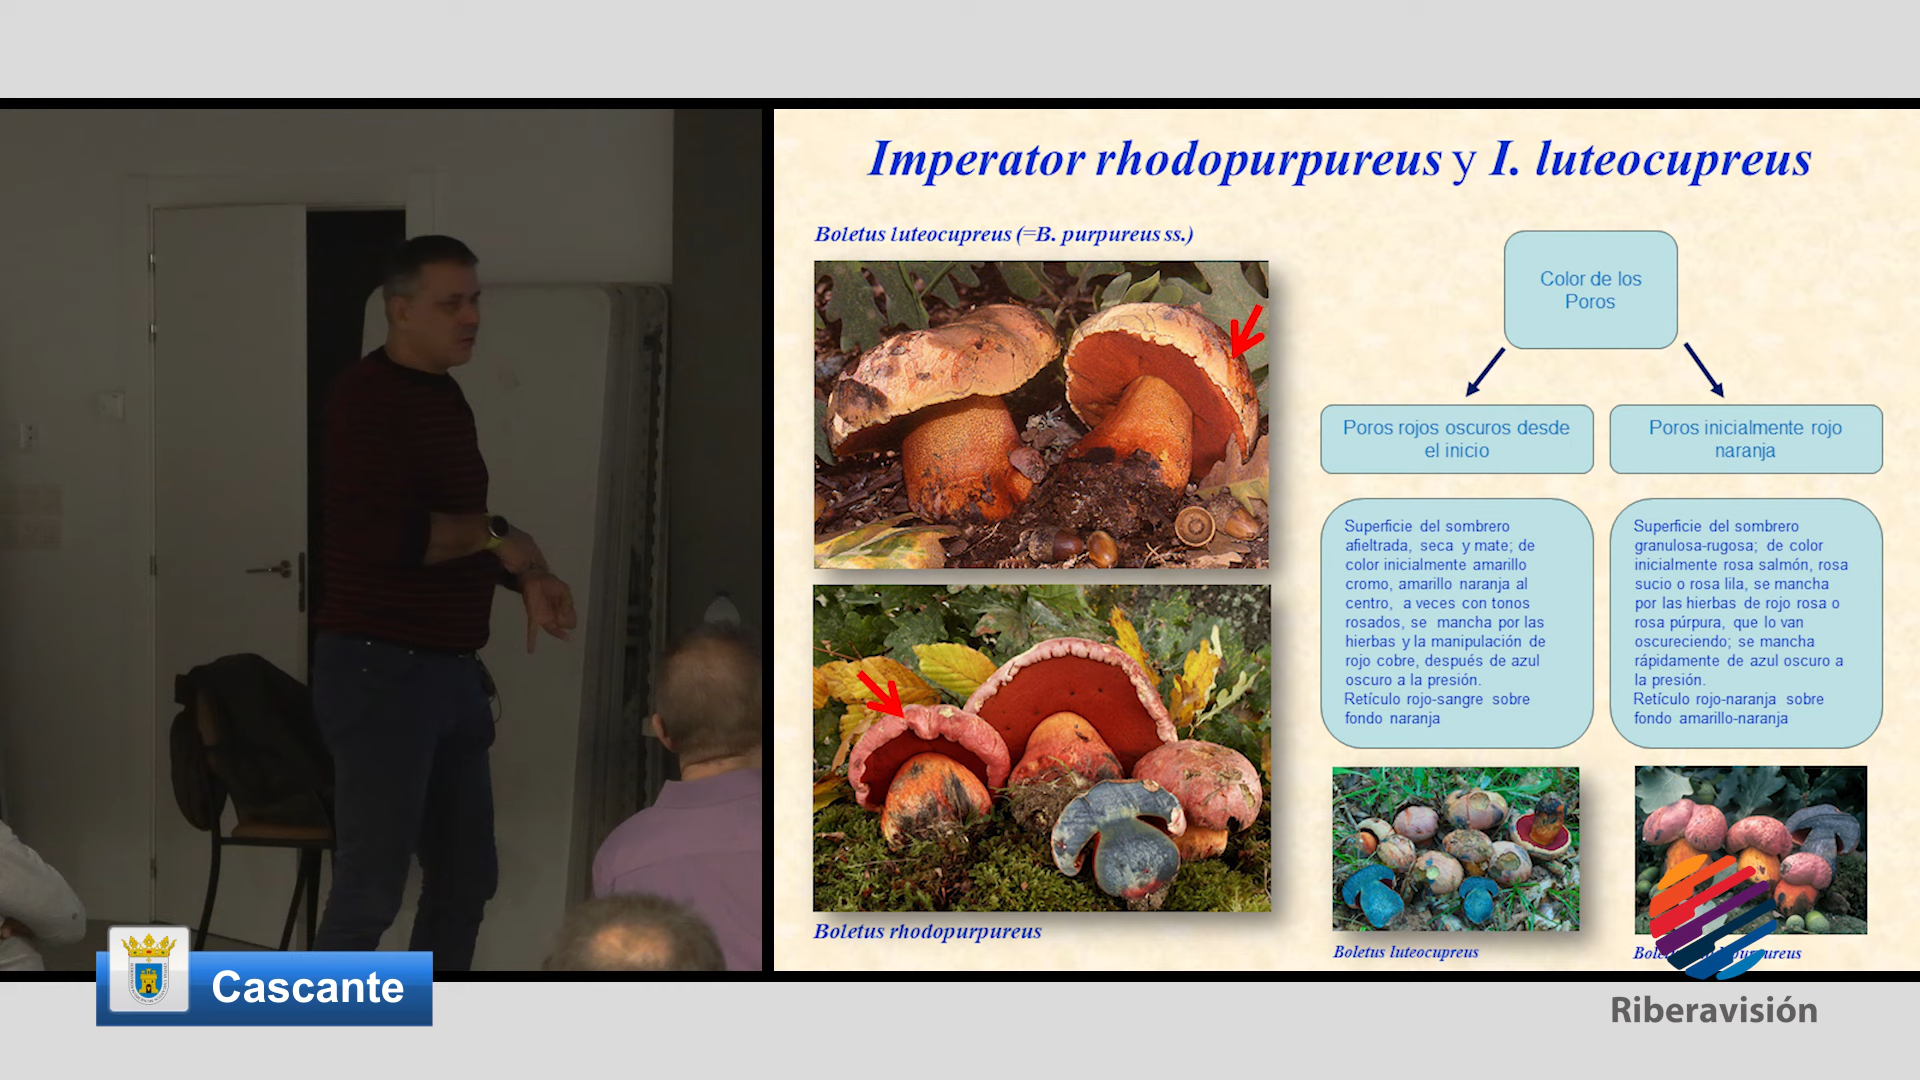 Imperator rhodopurpureus y I. luteocupreus
Boletus luteocupreus (=B. purpureus ss.)
Boletus rhodopurpureus
Color de los
Poros
Poros rojos oscuros desde
el inicio
Poros inicialmente rojo
naranja
Superficie del sombrero
afieltrada, seca y mate; de
color inicialmente amarillo
cromo, amarillo naranja al
centro, a veces con tonos
rosados, se mancha por las
hierbas y la manipulación de
rojo cobre, después de azul
oscuro a la presión.
Retículo rojo-sangre sobre
fondo naranja
Superficie del sombrero
granulosa-rugosa; de color
inicialmente rosa salmón, rosa
sucio o rosa lila, se mancha
por las hierbas de rojo rosa o
rosa púrpura, que lo van
oscureciendo; se mancha
rápidamente de azul oscuro a
la presión.
Retículo rojo-naranja sobre
fondo amarillo-naranja
Boletus luteocupreus
Cascante
Riberavisión